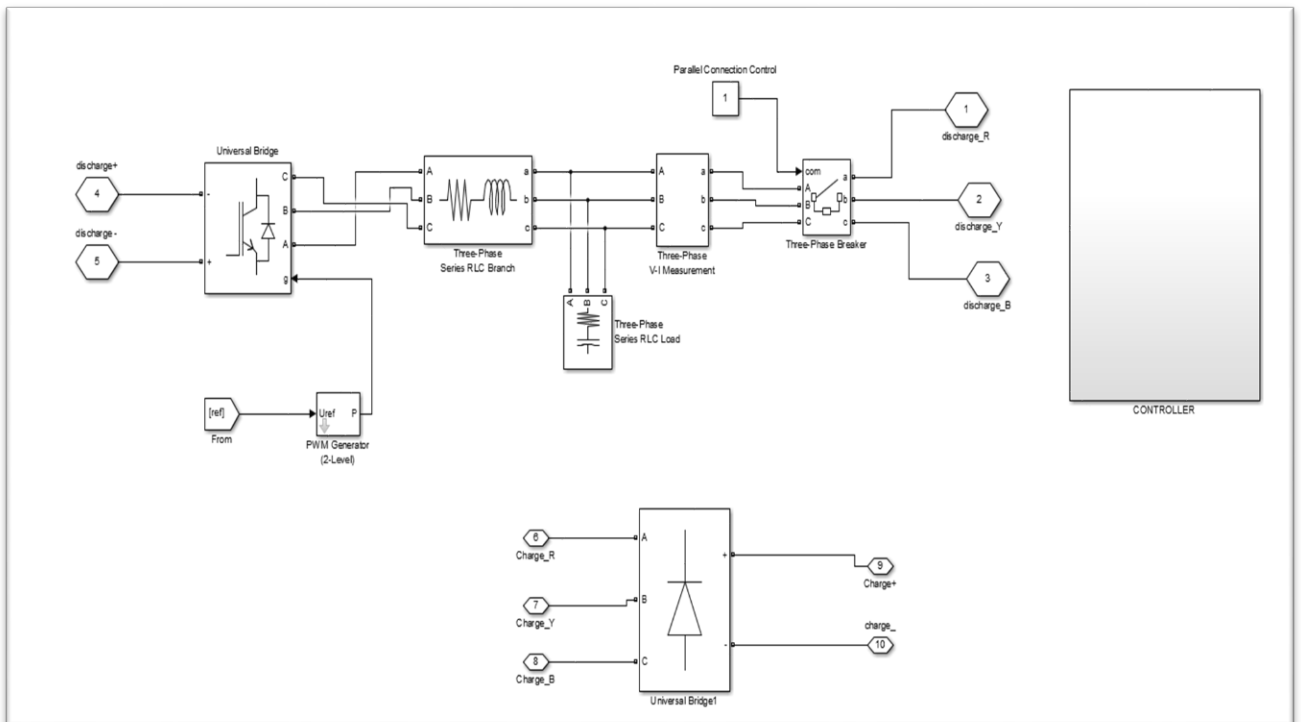 Parallel Connection Control
1
1
discharge_R
discharge+
4
Universal Bridge
-
C
B
A
+
g
discharge-
5
A
B
C
a
b
c
Three-Phase
Series RLC Branch
A
B
C
a
b
c
Three-Phase
V-I Measurement
com
A
B
C
a
b
c
Three-Phase Breaker
2
discharge_Y
3
discharge_B
A B C
Three-Phase
Series RLC Load
CONTROLLER
[ref]
From
Uref P
PWM Generator
(2-Level)
6
Charge_R
7
Charge_Y
8
Charge_B
A
B
C
+
-
Universal Bridge1
9
Charge+
charge_
10